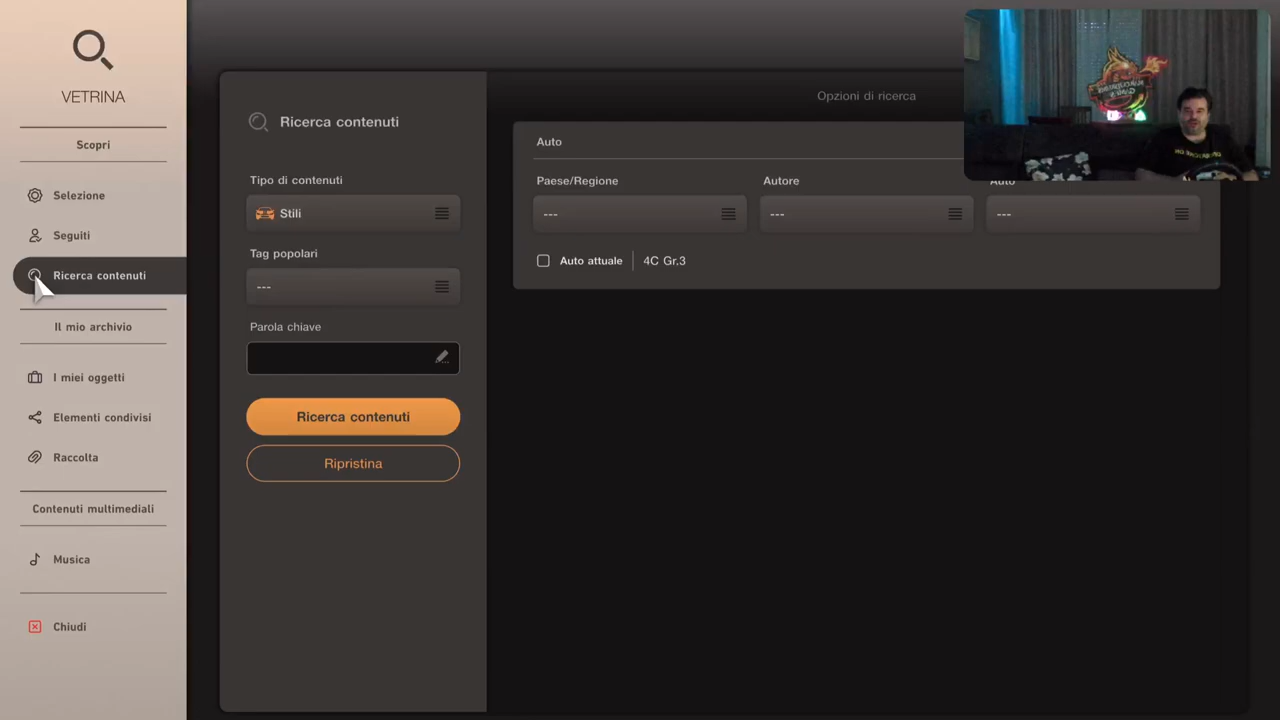 VETRINA
Scopri
Selezione
Seguiti
Ricerca contenuti
Il mio archivio
I miei oggetti
Elementi condivisi
Raccolta
Contenuti multimediali
Musica
Chiudi
Ricerca contenuti
Tipo di contenuti
Stili
Tag popolari
---
Parola chiave
Ricerca contenuti
Ripristina
Opzioni di ricerca
Auto
Paese/Regione
Autore
Auto
---
---
---
Auto attuale
4C Gr.3